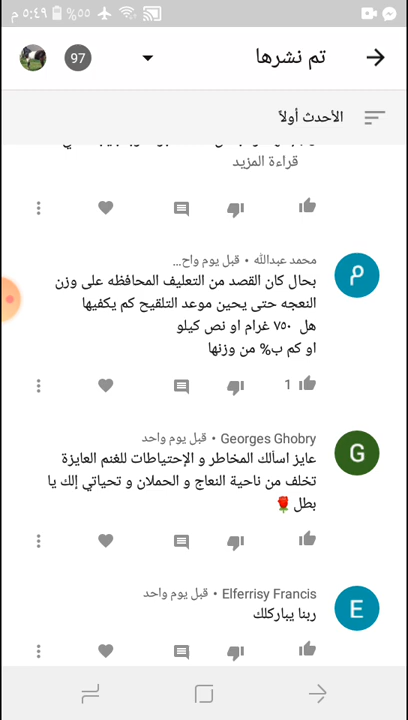 ٥:٤٩ م
٥٥%
تم نشرها
97
الأحدث أولاً
قراءة المزيد
محمد عبدالله • قبل يوم واح...
بحال كان القصد من التعليف المحافظه على وزن
النعجه حتى يحين موعد التلقيح كم يكفيها
هل ٧٥٠ غرام او نص كيلو
او كم ب% من وزنها
1
م
Georges Ghobry • قبل يوم واحد
عايز اسألك المخاطر و الإحتياطات للغنم العايزة
تخلف من ناحية النعاج و الحملان و تحياتي إلك يا
بطل🌹
G
Elferrisy Francis • قبل يوم واحد
ربنا يباركلك
E